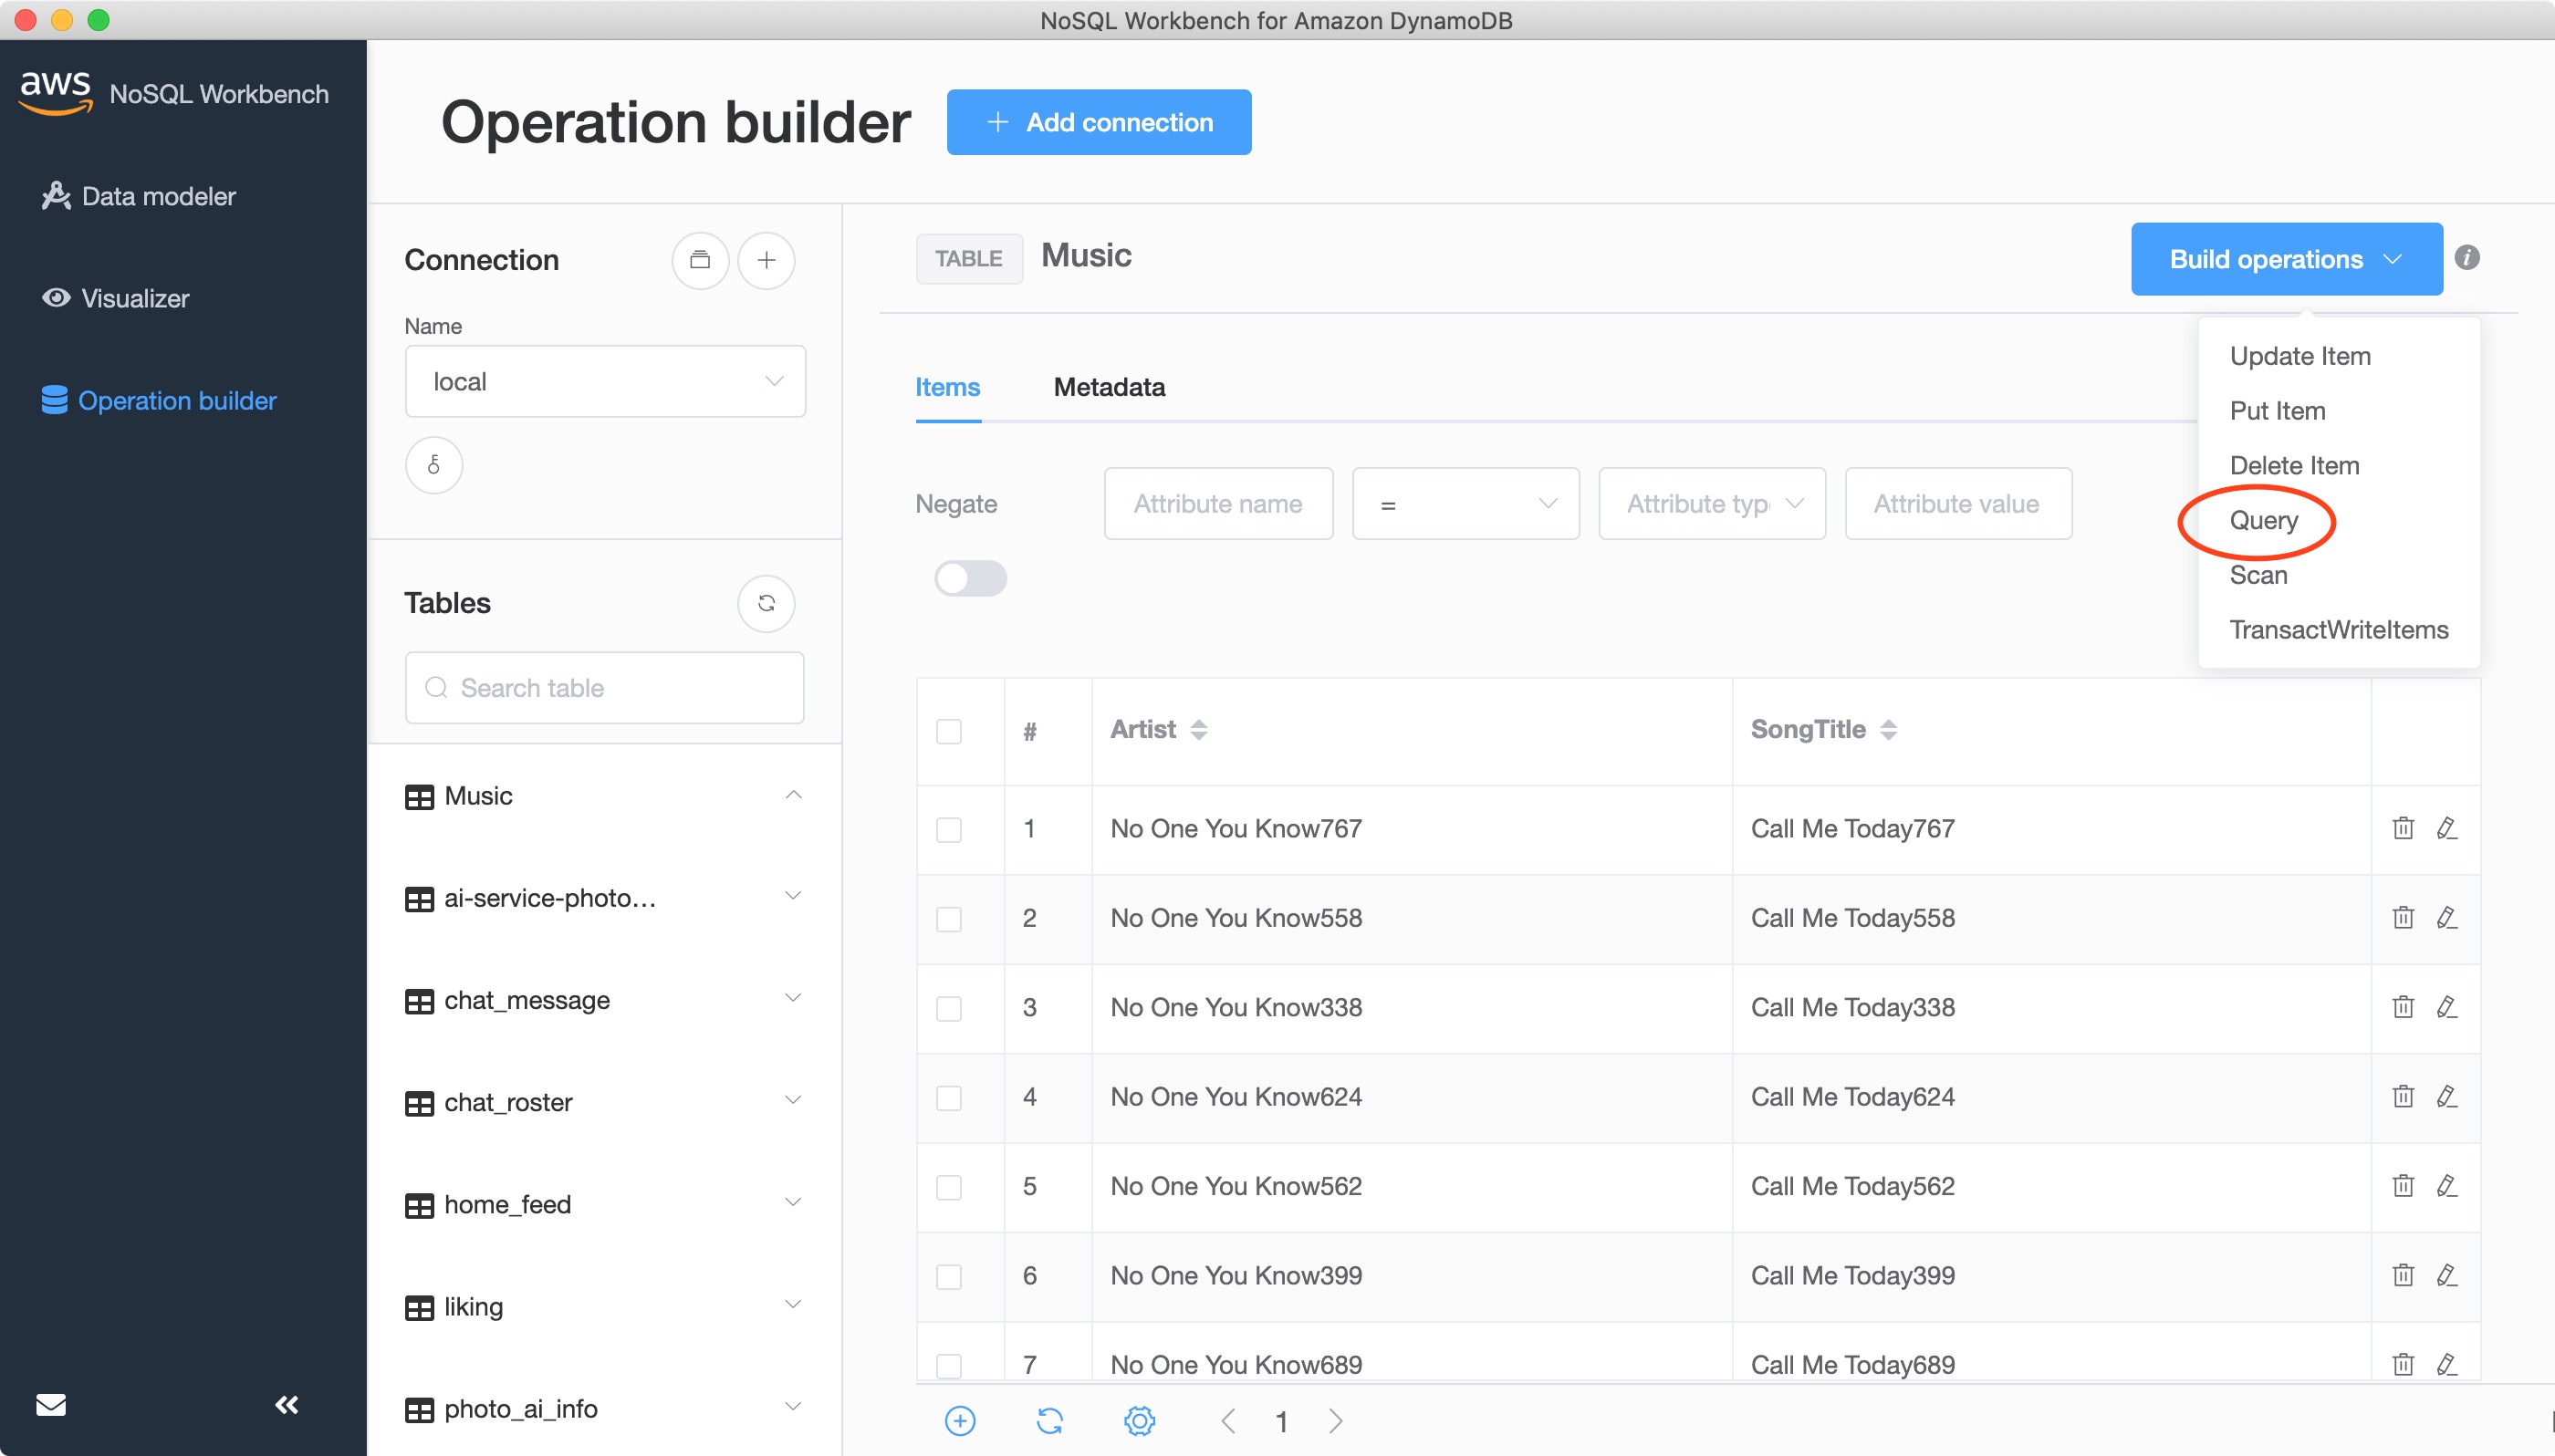 NoSQL Workbench for Amazon DynamoDB
aws NoSQL Workbench
Data modeler
Visualizer
Operation builder
Operation builder
+ Add connection
Connection
Name
local
Tables
Search table
Music
ai-service-photo...
chat_message
chat_roster
home_feed
liking
photo_ai_info
TABLE Music
Build operations
i
Update Item
Put Item
Delete Item
Query
Scan
TransactWriteItems
Items Metadata
Negate Attribute name = Attribute typ Attribute value
# Artist SongTitle
1 No One You Know767 Call Me Today767
2 No One You Know558 Call Me Today558
3 No One You Know338 Call Me Today338
4 No One You Know624 Call Me Today624
5 No One You Know562 Call Me Today562
6 No One You Know399 Call Me Today399
7 No One You Know689 Call Me Today689
1